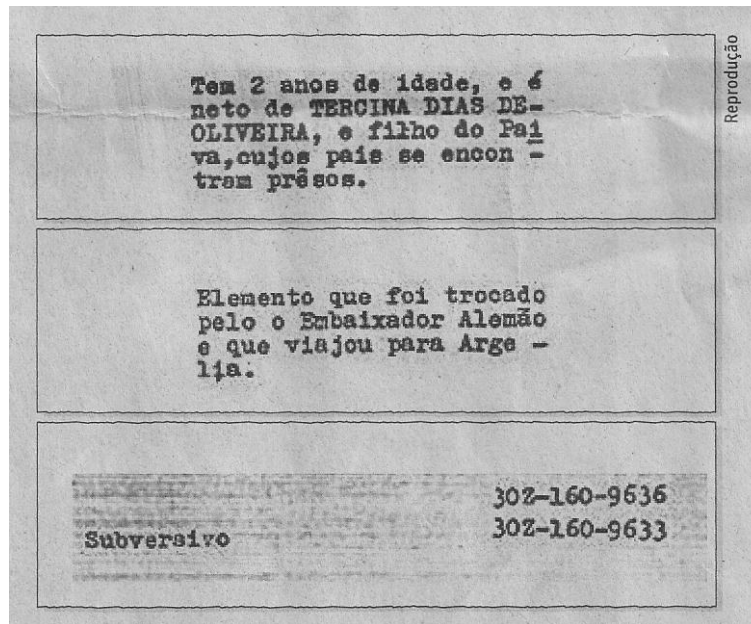 Tem 2 anos de idade, e é
neto de TERCINA DIAS DE-
OLIVEIRA, e filho do Pai
va,cujos pais se encon -
tram prêsos.
Elemento que foi trocado
pelo o Embaixador Alemão
e que viajou para Arge -
lia.
302-160-9636
302-160-9633
Subversivo
Reprodução